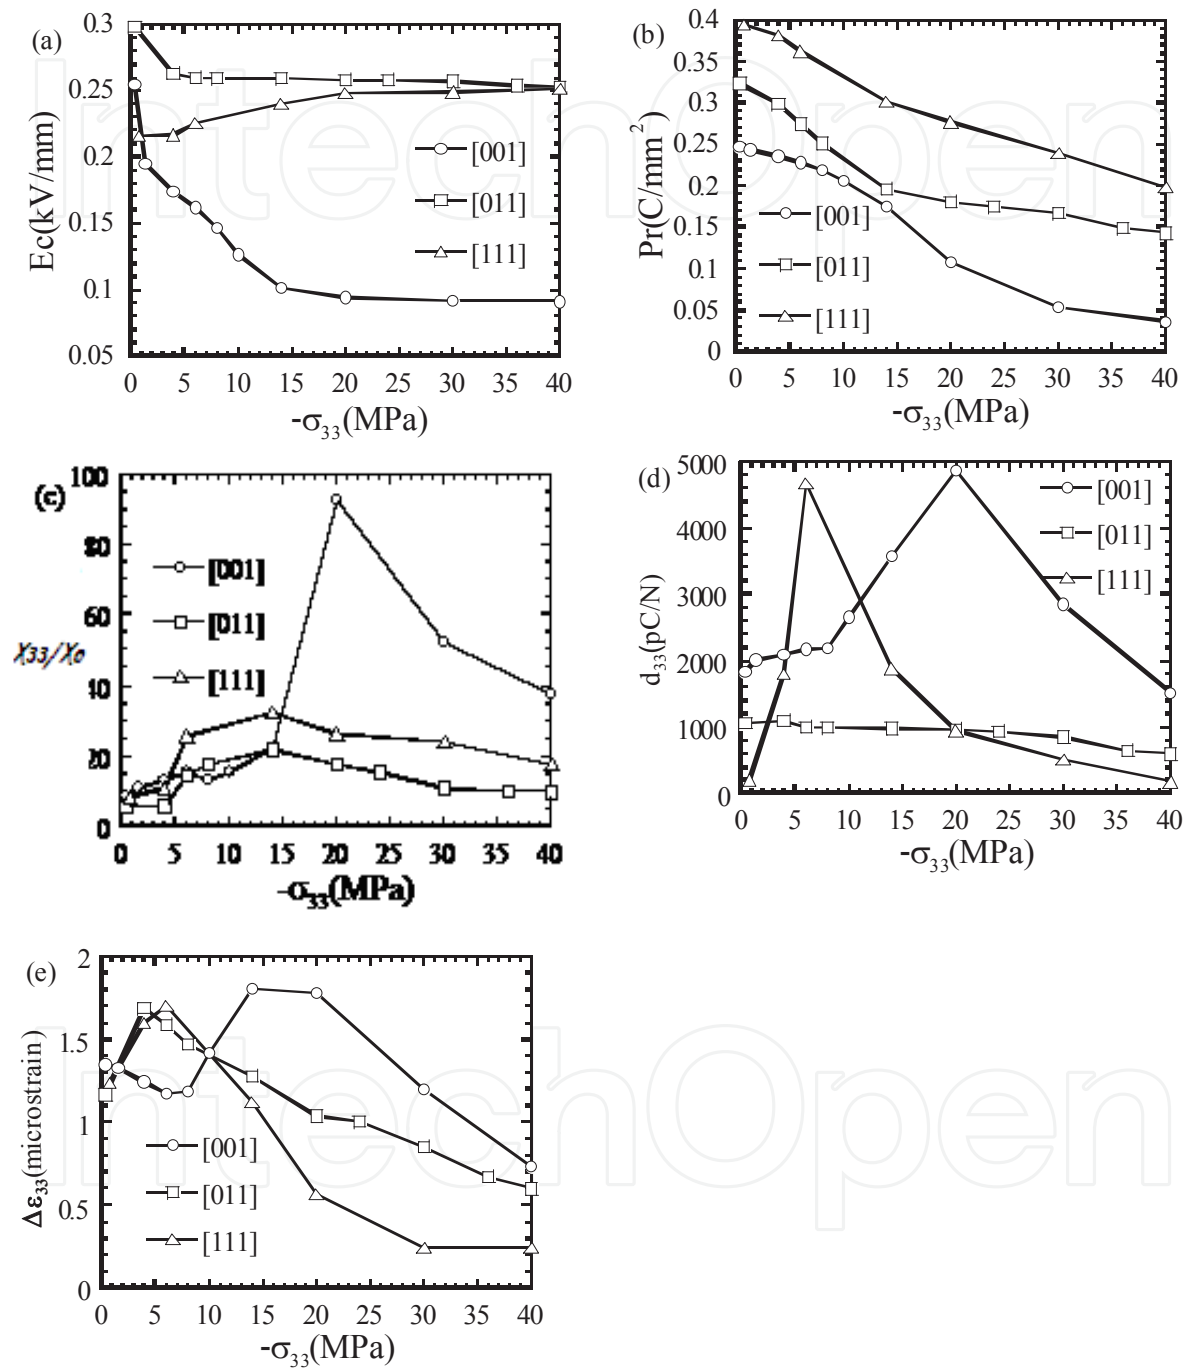 (a)
0.3
0.25
0.2
0.15
0.1
0.05
Ec(kV/mm)
[001]
[011]
[111]
0 5 10 15 20 25 30 35 40
-σ33(MPa)
(b)
0.4
0.35
0.3
0.25
0.2
0.15
0.1
0.05
0
Pr(C/mm²)
[001]
[011]
[111]
0 5 10 15 20 25 30 35 40
-σ33(MPa)
(c)
100
80
60
40
20
0
χ33/χ0
[001]
[011]
[111]
0 5 10 15 20 25 30 35 40
-σ33(MPa)
(d)
5000
4000
3000
2000
1000
0
d33(pC/N)
[001]
[011]
[111]
0 5 10 15 20 25 30 35 40
-σ33(MPa)
(e)
2
1.5
1
0.5
0
Δε33(microstrain)
[001]
[011]
[111]
0 5 10 15 20 25 30 35 40
-σ33(MPa)
IntechOpen
IntechOpen